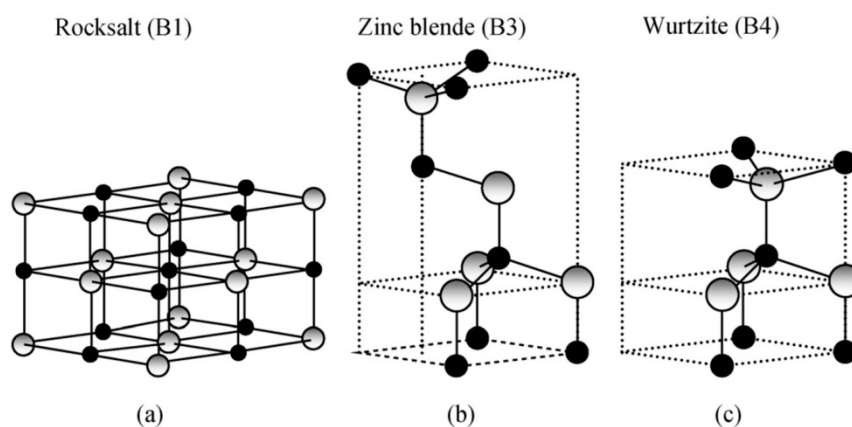 Rocksalt (B1)
Zinc blende (B3)
Wurtzite (B4)
(a)
(b)
(c)